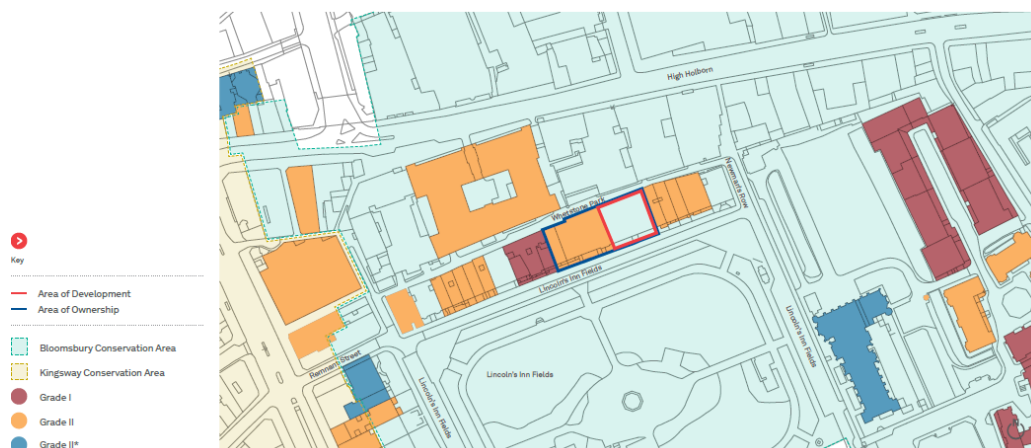 High Holborn
Newman's Row
Whetstone Park
Lincoln's Inn Fields
Key
Area of Development
Lincoln's Inn Fields
Area of Ownership
Bloomsbury Conservation Area
Remnant Street
Kingsway Conservation Area
Lincoln's Inn Fields
Lincoln's Inn Fields
Grade I
Grade II
Grade II*